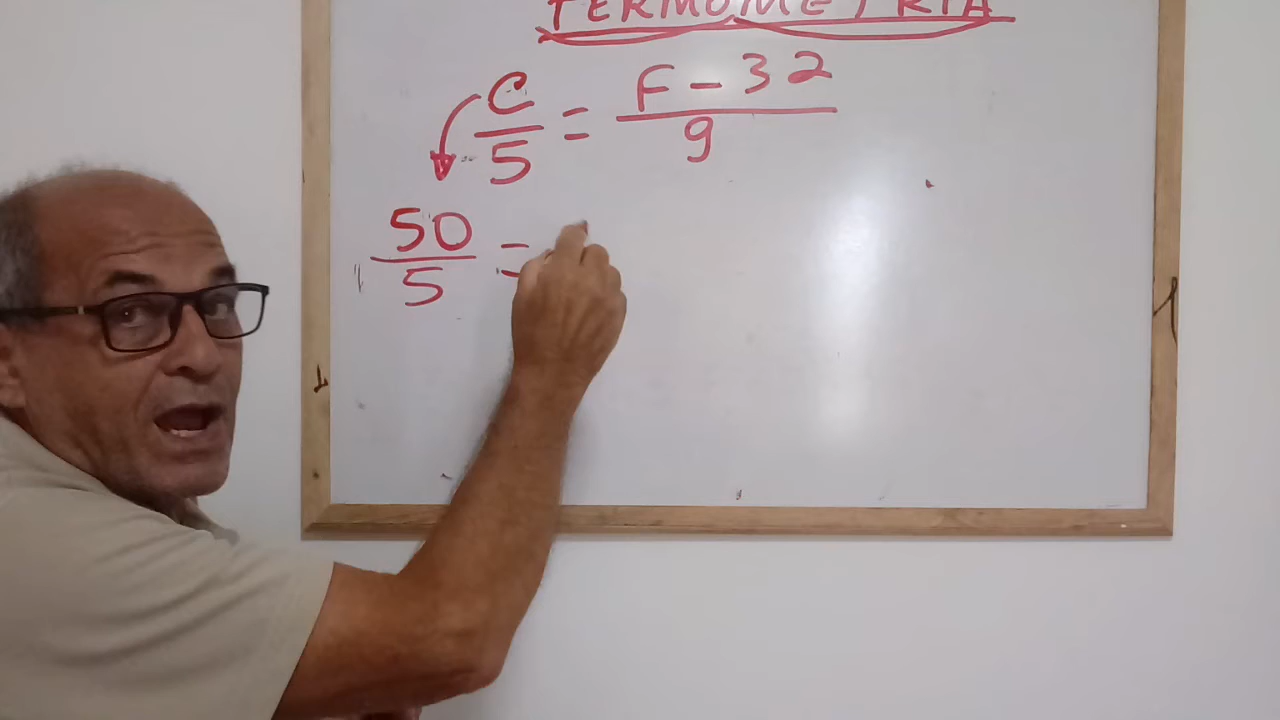 TERMOMETRIA
C/5 = F - 32/9
50/5 =